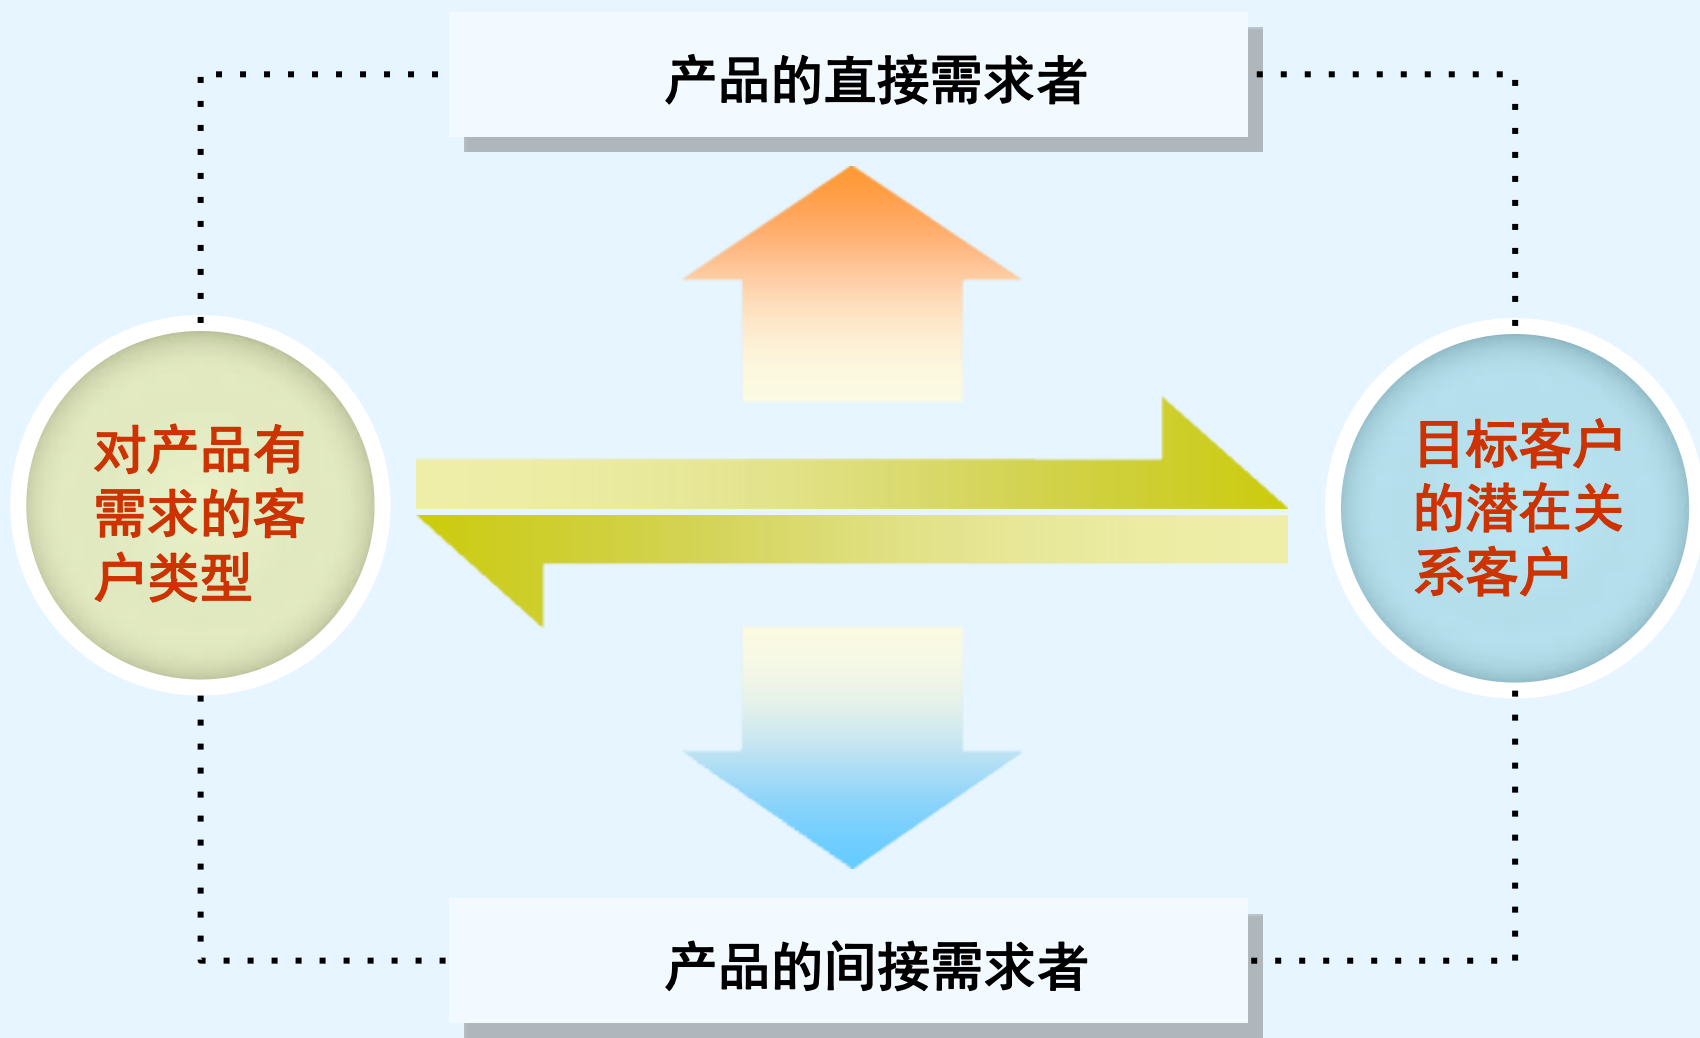 产品的直接需求者
对产品有
需求的客
户类型
目标客户
的潜在关
系客户
产品的间接需求者